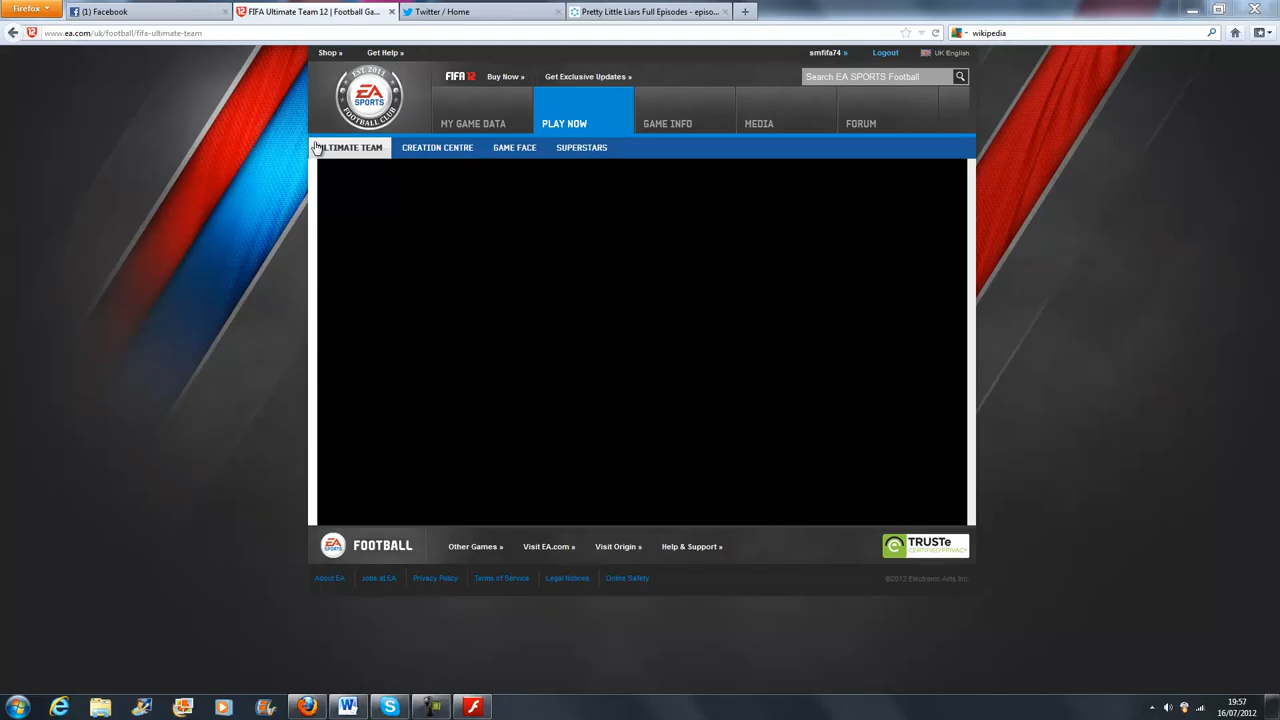 Firefox
(1) Facebook
FIFA Ultimate Team 12 | Football Ga...
Twitter / Home
Pretty Little Liars Full Episodes - episo...
www.ea.com/uk/football/fifa-ultimate-team
wikipedia
Shop »
Get Help »
smfifa74 »
Logout
UK English
EST. 2011
EA SPORTS
FOOTBALL CLUB
FIFA 12
Buy Now »
Get Exclusive Updates »
Search EA SPORTS Football
MY GAME DATA
PLAY NOW
GAME INFO
MEDIA
FORUM
ULTIMATE TEAM
CREATION CENTRE
GAME FACE
SUPERSTARS
EA SPORTS
FOOTBALL
Other Games »
Visit EA.com »
Visit Origin »
Help & Support »
TRUSTe
CERTIFIED PRIVACY
About EA
Jobs at EA
Privacy Policy
Terms of Service
Legal Notices
Online Safety
©2012 Electronic Arts Inc.
19:57
16/07/2012